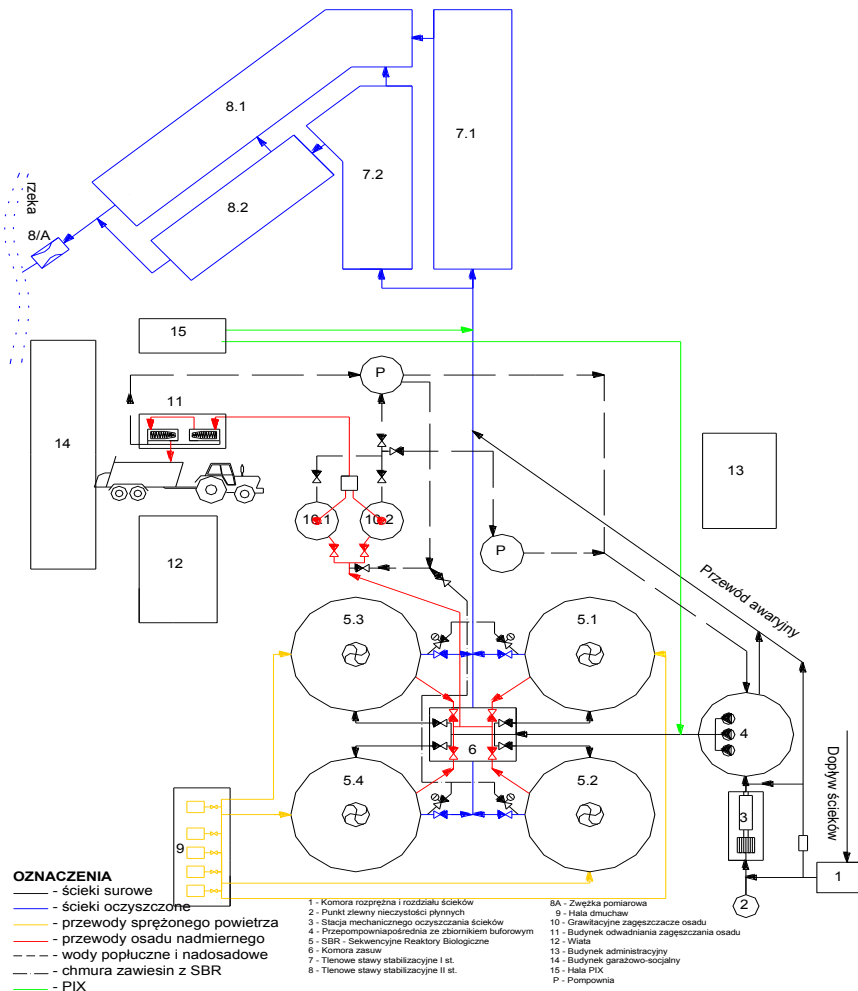 8.1
7.1
7.2
8.2
rzeka
8/A
15
P
11
14
13
10.1
10.2
P
12
Przewód awaryjny
5.3
5.1
4
6
5.4
5.2
Dopływ ścieków
3
9
1
2
OZNACZENIA
- ścieki surowe
- ścieki oczyszczone
- przewody sprężonego powietrza
- przewody osadu nadmiernego
- wody popłuczne i nadosadowe
- chmura zawiesin z SBR
- PIX
1 - Komora rozprężna i rozdziału ścieków
2 - Punkt zlewny nieczystości płynnych
3 - Stacja mechanicznego oczyszczania ścieków
4 - Przepompowniapośrednia ze zbiornikiem buforowym
5 - SBR - Sekwencyjne Reaktory Biologiczne
6 - Komora zasuw
7 - Tlenowe stawy stabilizacyjne I st.
8 - Tlenowe stawy stabilizacyjne II st.
8A - Zwężka pomiarowa
9 - Hala dmuchaw
10 - Grawitacyjne zagęszczacze osadu
11 - Budynek odwadniania zagęszczania osadu
12 - Wiata
13 - Budynek administracyjny
14 - Budynek garażowo-socjalny
15 - Hala PIX
P - Pompownia